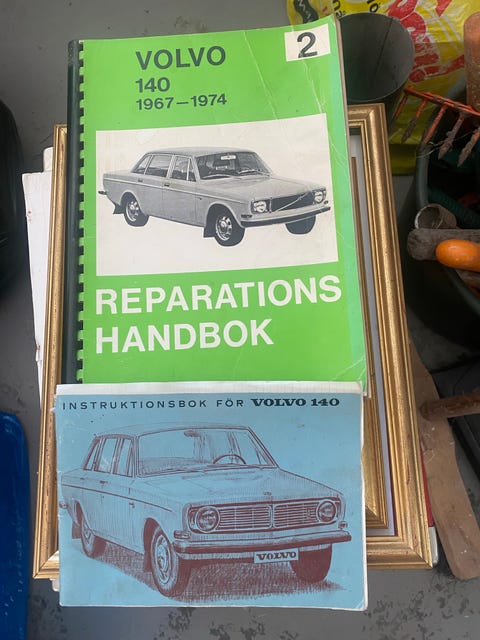 2
VOLVO
140
1967—1974
REPARATIONS
HANDBOK
INSTRUKTIONSBOK FÖR VOLVO 140
VOLVO